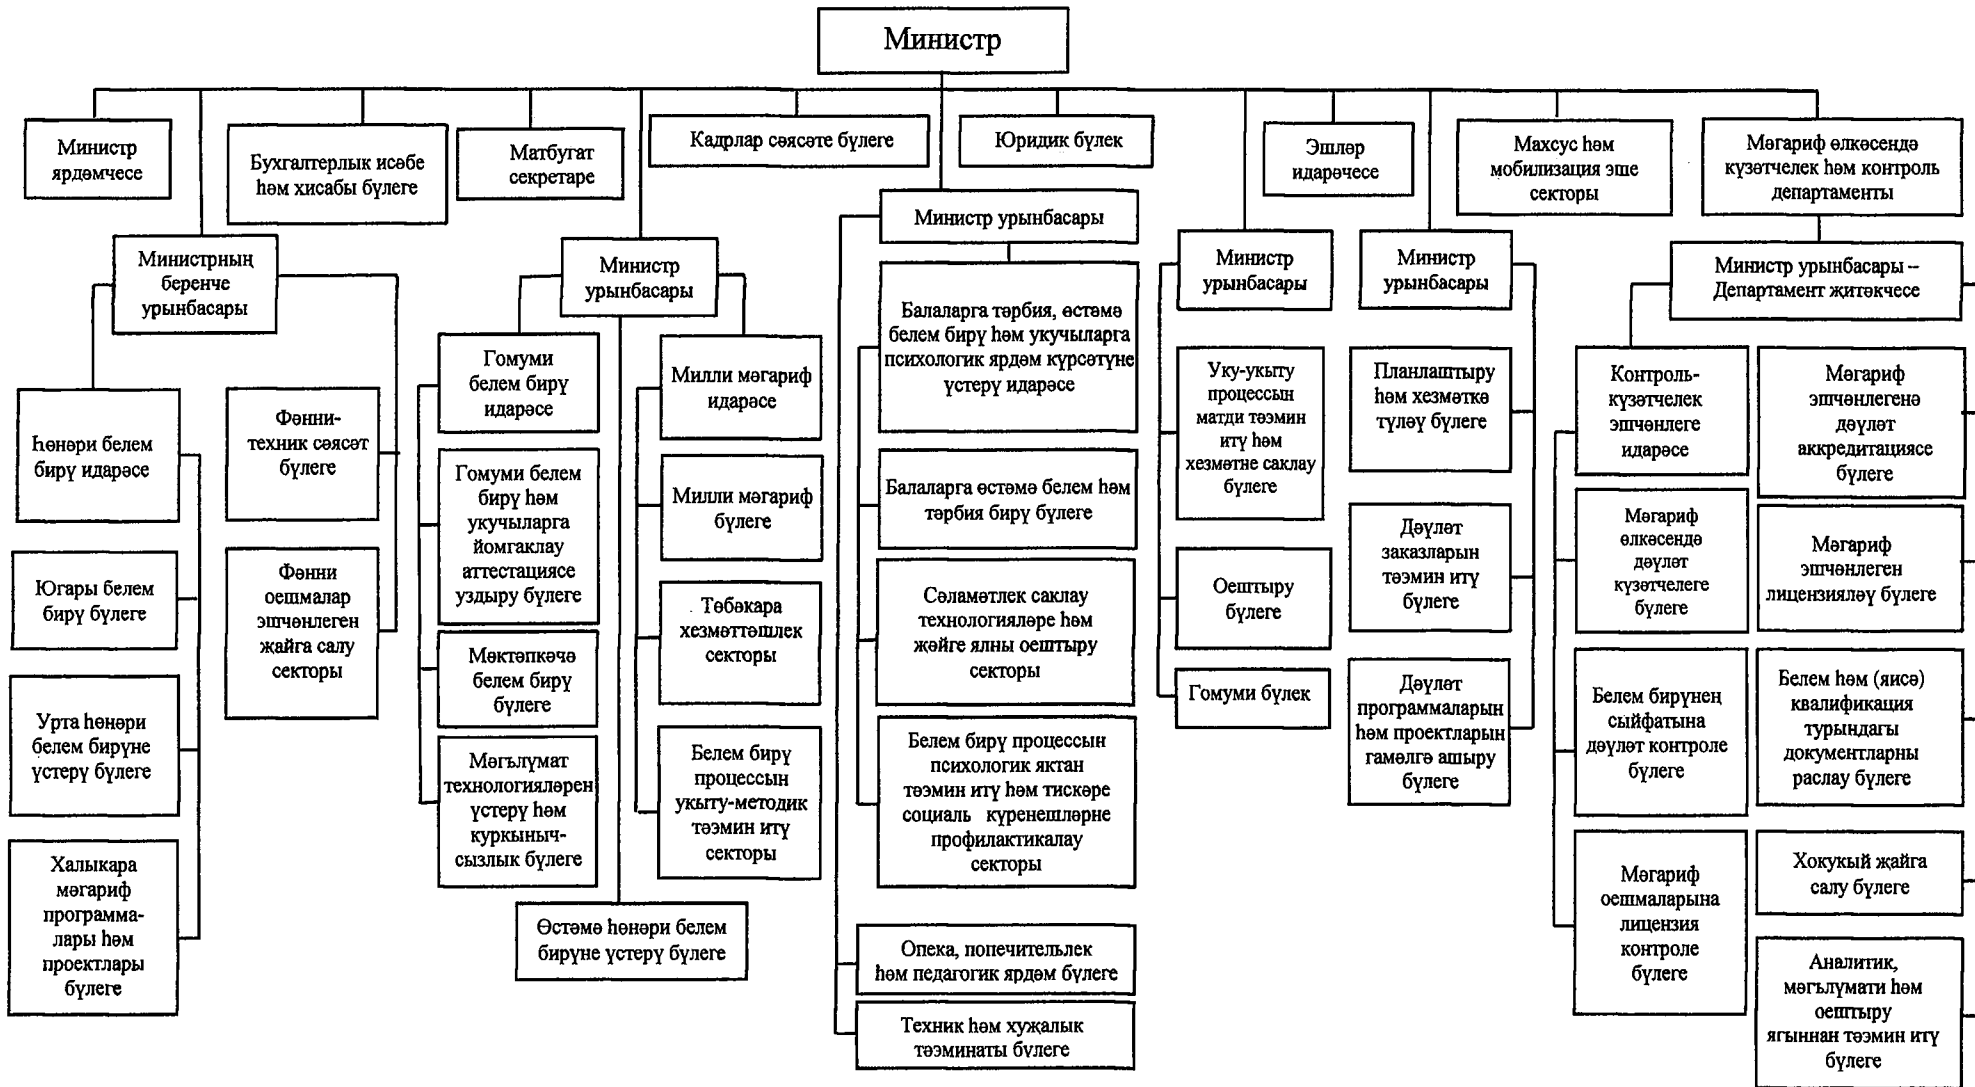 Министр
Министр
ярдәмчесе
Бухгалтерлык исәбе
һәм хисабы бүлеге
Матбугат
секретаре
Кадрлар сәясәте бүлеге
Юридик бүлек
Эшләр
идарәчесе
Махсус һәм
мобилизация эше
секторы
Мәгариф өлкәсендә
күзәтчелек һәм контроль
департаменты
Министрның
беренче
урынбасары
Һөнәри белем
бирү идарәсе
Югары белем
бирү бүлеге
Урта һөнәри
белем бирүне
үстерү бүлеге
Халыкара
мәгариф
программа-
лары һәм
проектлары
бүлеге
Фәнни-
техник сәясәт
бүлеге
Фәнни
оешмалар
эшчәнлеген
җайга салу
секторы
Министр
урынбасары
Гомуми
белем бирү
идарәсе
Гомуми белем
бирү һәм
укучыларга
йомгаклау
аттестациясе
уздыру бүлеге
Мәктәпкәчә
белем бирү
бүлеге
Мәгълүмат
технологияләрен
үстерү һәм
куркыныч-
сызлык бүлеге
Милли мәгариф
идарәсе
Милли мәгариф
бүлеге
Төбәкара
хезмәттәшлек
секторы
Белем бирү
процессын
укыту-методик
тәэмин итү
секторы
Өстәмә һөнәри белем
бирүне үстерү бүлеге
Министр урынбасары
Балаларга тәрбия, өстәмә
белем бирү һәм укучыларга
психологик ярдәм күрсәтүне
үстерү идарәсе
Балаларга өстәмә белем һәм
тәрбия бирү бүлеге
Сәламәтлек саклау
технологияләре һәм
җәйге ялны оештыру
секторы
Белем бирү процессын
психологик яктан
тәэмин итү һәм тискәре
социаль күренешләрне
профилактикалау
секторы
Опека, попечительлек
һәм педагогик ярдәм бүлеге
Техник һәм хуҗалык
тәэминаты бүлеге
Министр
урынбасары
Уку-укыту
процессын
матди тәэмин
итү һәм
хезмәтне саклау
бүлеге
Оештыру
бүлеге
Гомуми бүлек
Министр
урынбасары
Планлаштыру
һәм хезмәткә
түләү бүлеге
Дәүләт
заказларын
тәэмин итү
бүлеге
Дәүләт
программаларын
һәм проектларын
гамәлгә ашыру
бүлеге
Министр урынбасары –
Департамент җитәкчесе
Контроль-
күзәтчелек
эшчәнлеге
идарәсе
Мәгариф
өлкәсендә
дәүләт
күзәтчелеге
бүлеге
Белем бирүнең
сыйфатына
дәүләт контроле
бүлеге
Мәгариф
оешмаларына
лицензия
контроле
бүлеге
Мәгариф
эшчәнлегенә
дәүләт
аккредитациясе
бүлеге
Мәгариф
эшчәнлеген
лицензияләү бүлеге
Белем һәм (яисә)
квалификация
турындагы
документларны
раслау бүлеге
Хокукый җайга
салу бүлеге
Аналитик,
мәгълүмати һәм
оештыру
ягыннан тәэмин итү
бүлеге